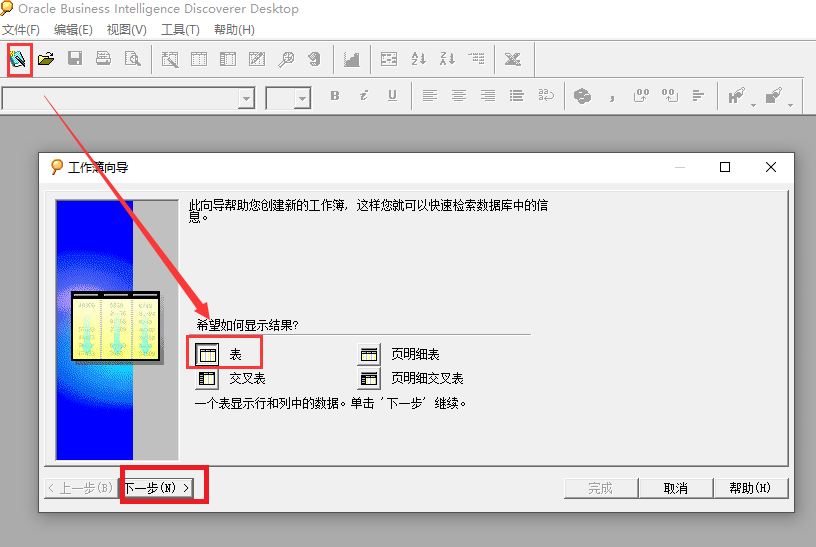 Oracle Business Intelligence Discoverer Desktop
文件(F) 编辑(E) 视图(V) 工具(T) 帮助(H)
B i U
工作簿向导
此向导帮助您创建新的工作簿, 这样您就可以快速检索数据库中的信
息。
希望如何显示结果?
表 页明细表
交叉表 页明细交叉表
一个表显示行和列中的数据。单击 '下一步' 继续。
< 上一步(B) 下一步(N) > 完成 取消 帮助(H)